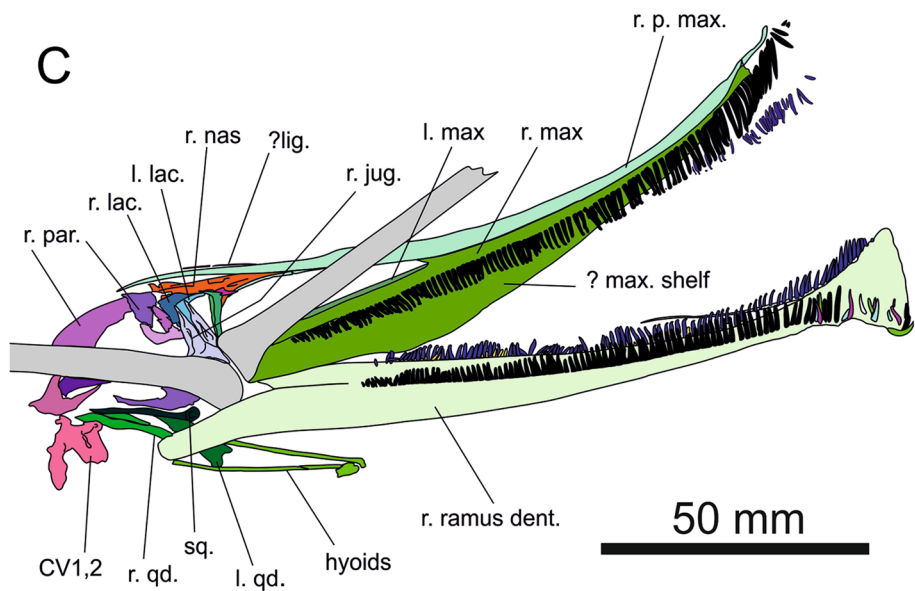 C
r. p. max.
r. nas
?lig.
l. max
r. max
l. lac.
r. jug.
r. lac.
r. par.
? max. shelf
r. ramus dent.
50 mm
CV1,2
r. qd.
sq.
l. qd.
hyoids